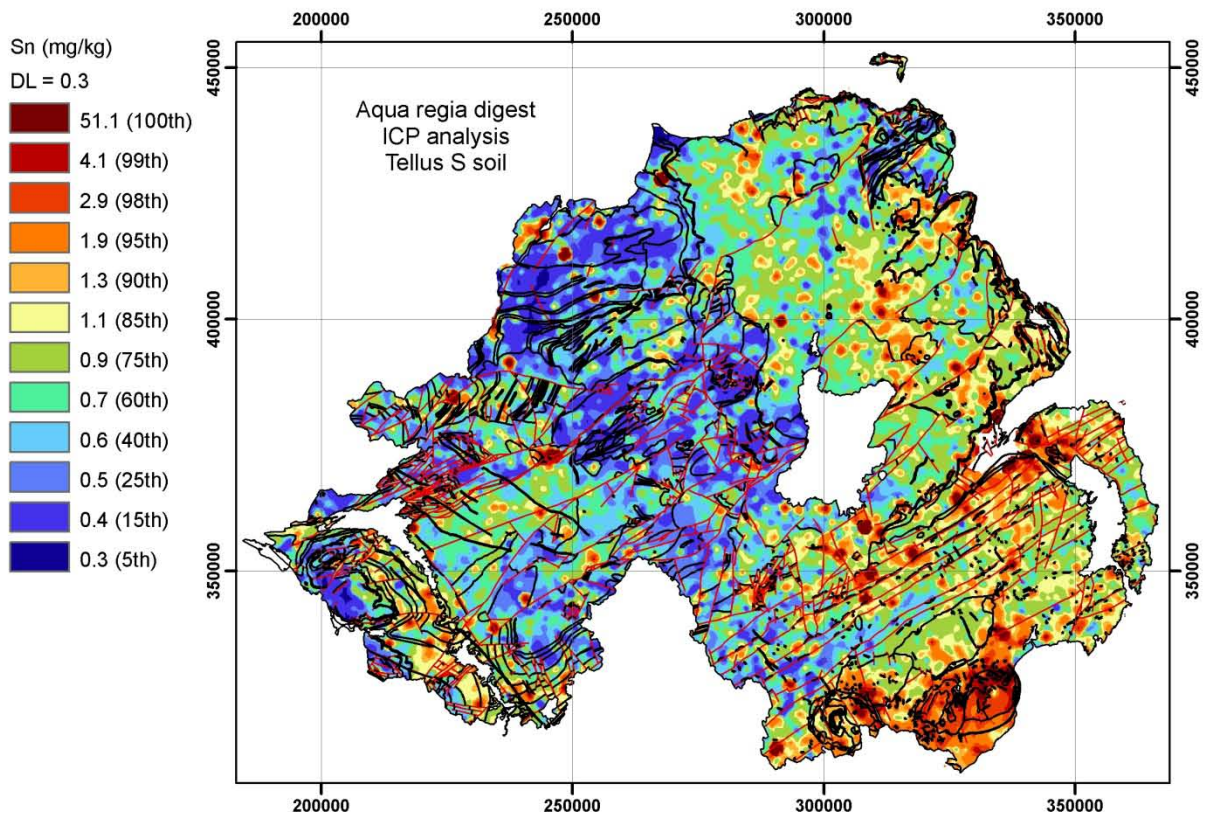 200000 250000 300000 350000
Sn (mg/kg)
DL = 0.3
51.1 (100th)
4.1 (99th)
2.9 (98th)
1.9 (95th)
1.3 (90th)
1.1 (85th)
0.9 (75th)
0.7 (60th)
0.6 (40th)
0.5 (25th)
0.4 (15th)
0.3 (5th)
Aqua regia digest
ICP analysis
Tellus S soil
450000
400000
350000
450000
400000
350000
200000 250000 300000 350000